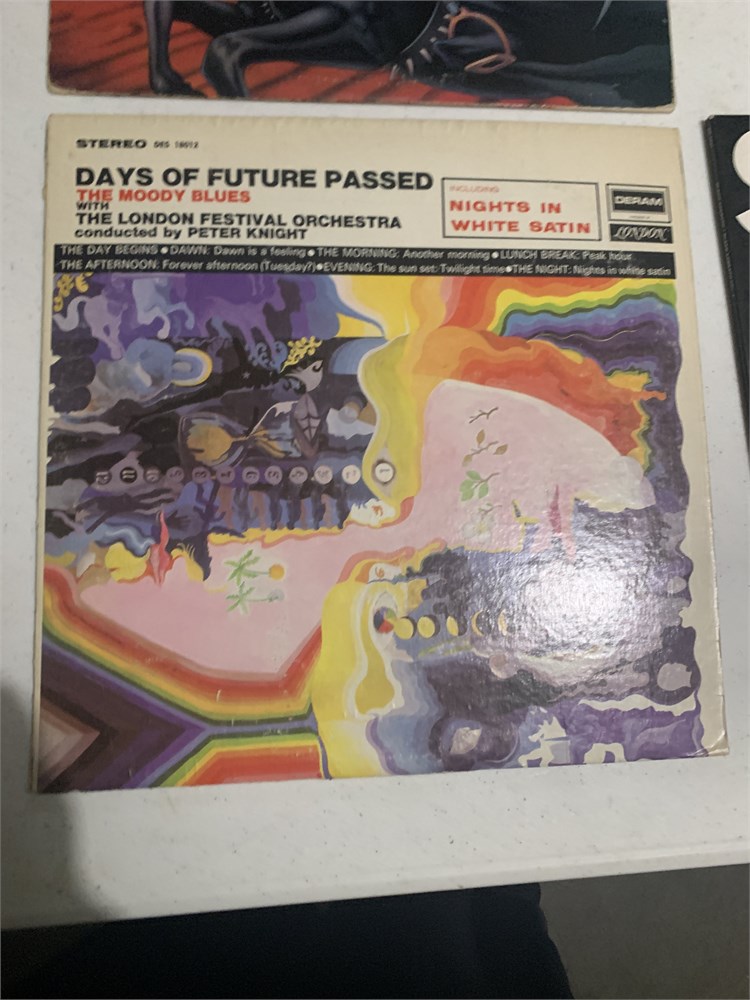 STEREO DES 18012
DAYS OF FUTURE PASSED
THE MOODY BLUES
WITH
THE LONDON FESTIVAL ORCHESTRA
conducted by PETER KNIGHT
INCLUDING
NIGHTS IN
WHITE SATIN
DERAM
LONDON
THE DAY BEGINS • DAWN: Dawn is a feeling • THE MORNING: Another morning • LUNCH BREAK: Peak hour
THE AFTERNOON: Forever afternoon (Tuesday?) • EVENING: The sun set: Twilight time • THE NIGHT: Nights in white satin